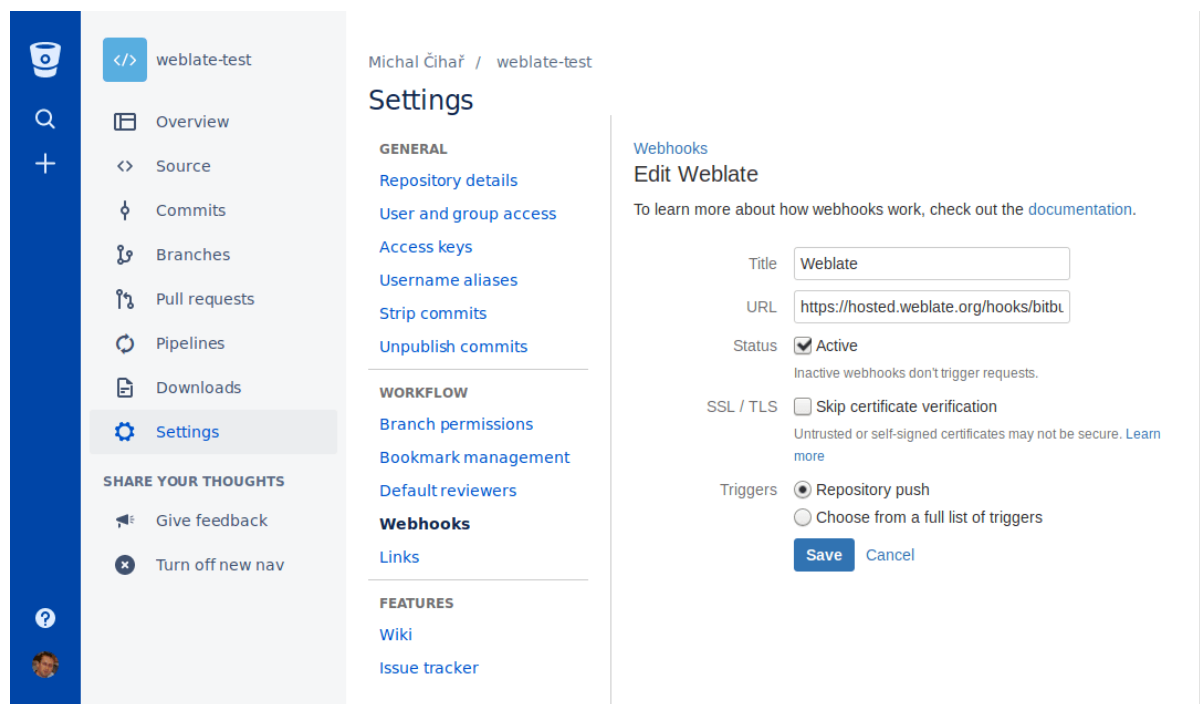 weblate-test
Overview
Source
Commits
Branches
Pull requests
Pipelines
Downloads
Settings
SHARE YOUR THOUGHTS
Give feedback
Turn off new nav
Michal Čihař / weblate-test
Settings
GENERAL
Repository details
User and group access
Access keys
Username aliases
Strip commits
Unpublish commits
WORKFLOW
Branch permissions
Bookmark management
Default reviewers
Webhooks
Links
FEATURES
Wiki
Issue tracker
Webhooks
Edit Weblate
To learn more about how webhooks work, check out the documentation.
Title Weblate
URL https://hosted.weblate.org/hooks/bitbu
Status Active
Inactive webhooks don't trigger requests.
SSL / TLS Skip certificate verification
Untrusted or self-signed certificates may not be secure. Learn
more
Triggers Repository push
Choose from a full list of triggers
Save Cancel